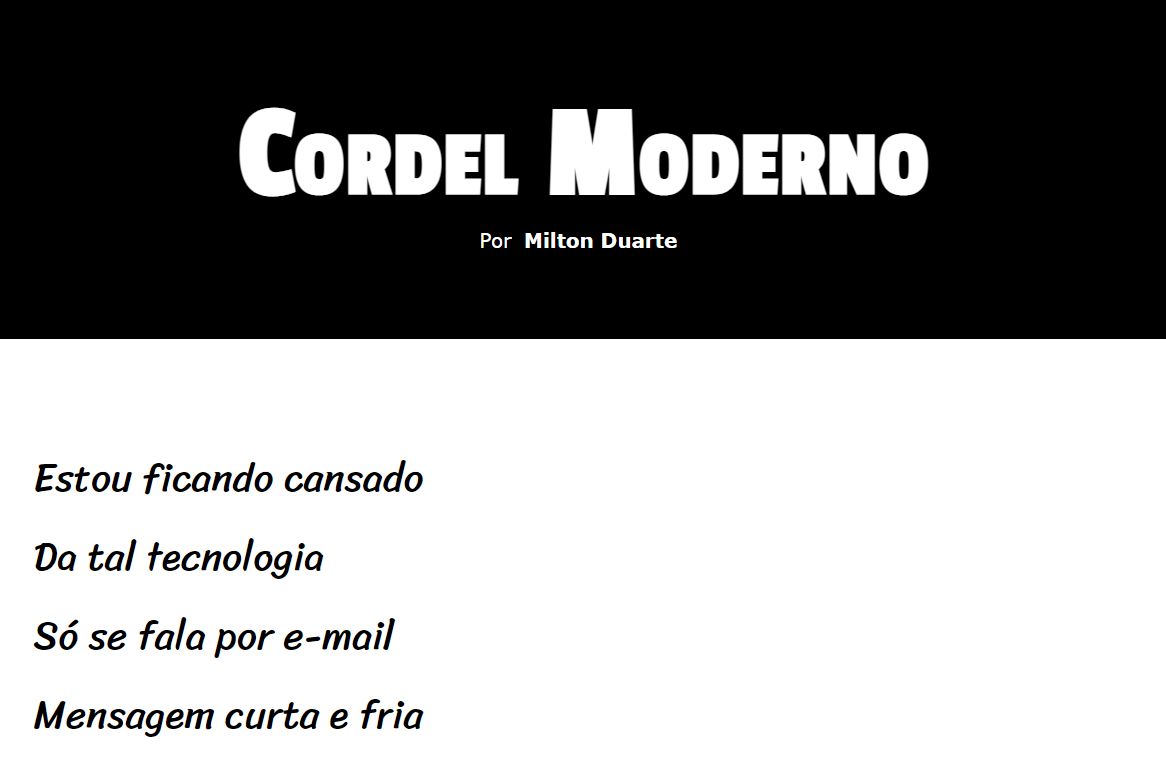 Cordel Moderno
Por Milton Duarte
Estou ficando cansado
Da tal tecnologia
Só se fala por e-mail
Mensagem curta e fria